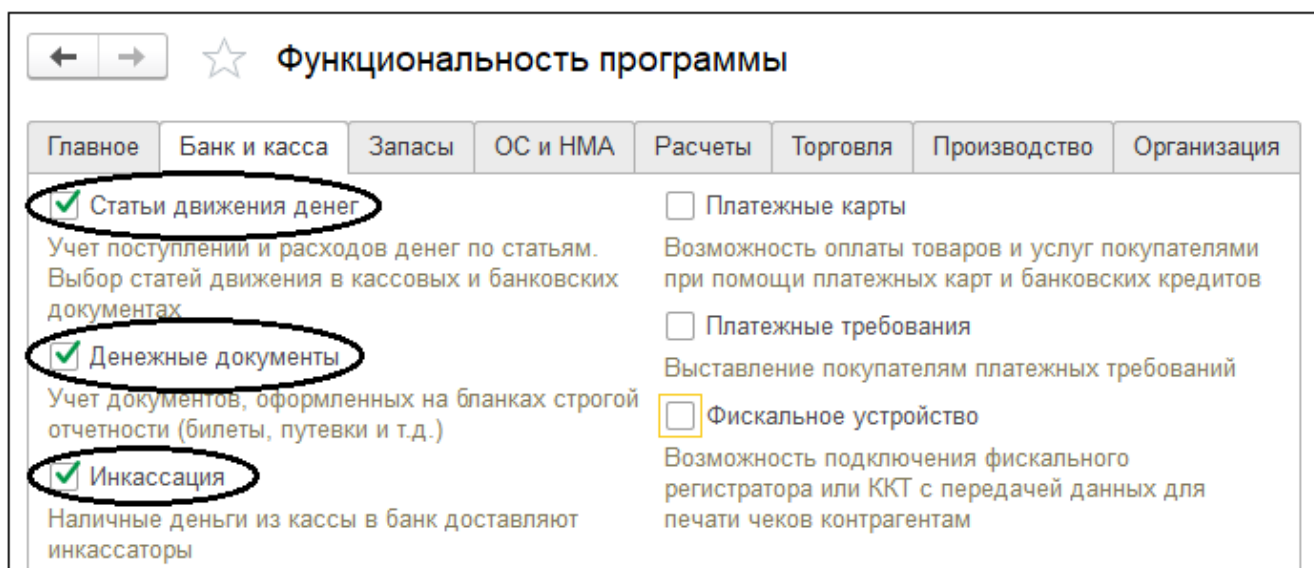 Функциональность программы
Главное
Банк и касса
Запасы
ОС и НМА
Расчеты
Торговля
Производство
Организация
Статьи движения денег
Учет поступлений и расходов денег по статьям.
Выбор статей движения в кассовых и банковских
документах
Денежные документы
Учет документов, оформленных на бланках строгой
отчетности (билеты, путевки и т.д.)
Инкассация
Наличные деньги из кассы в банк доставляют
инкассаторы
Платежные карты
Возможность оплаты товаров и услуг покупателями
при помощи платежных карт и банковских кредитов
Платежные требования
Выставление покупателям платежных требований
Фискальное устройство
Возможность подключения фискального
регистратора или ККТ с передачей данных для
печати чеков контрагентам